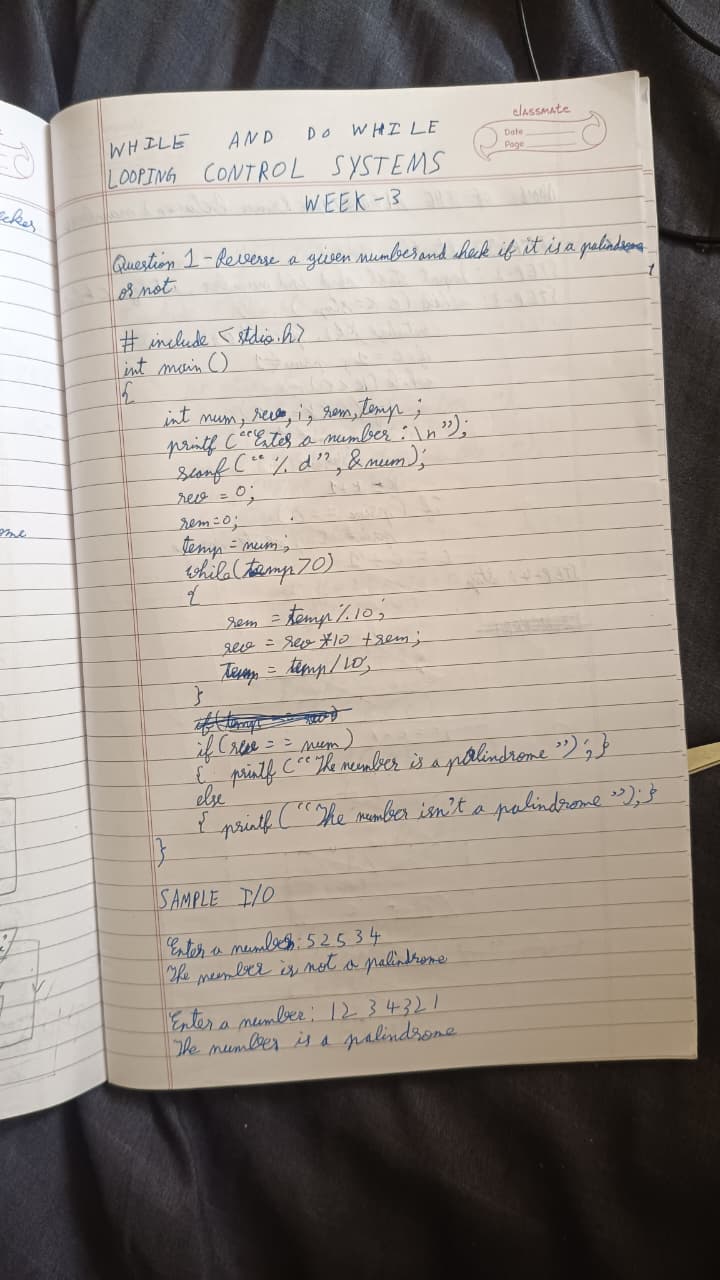 classmate
Date
Page
WHILE AND DO WHILE
LOOPING CONTROL SYSTEMS
WEEK-3
Question 1 - Reverse a given number and check if it is a palindrome
or not.
# include <stdio.h>
int main ()
{
int num, rev, i, rem, temp ;
printf (“Enter a number : \n”);
scanf (“ % d”, &num);
rev = 0;
rem = 0;
temp = num ;
while (temp > 0)
{
rem = temp % 10;
rev = rev * 10 + rem;
temp = temp / 10;
}
if (rev = = num)
{ printf (“The number is a palindrome ”) ; }
else
{ printf (“The number isn't a palindrome ”); }
}
SAMPLE I/O
Enter a number: 52534
The number is not a palindrome
Enter a number: 1234321
The number is a palindrome